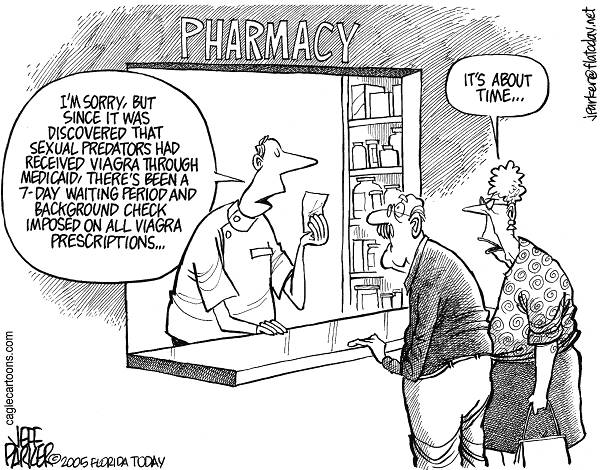 PHARMACY
I'M SORRY, BUT
SINCE IT WAS
DISCOVERED THAT
SEXUAL PREDATORS HAD
RECEIVED VIAGRA THROUGH
MEDICAID, THERE'S BEEN A
7-DAY WAITING PERIOD AND
BACKGROUND CHECK
IMPOSED ON ALL VIAGRA
PRESCRIPTIONS...
IT'S ABOUT
TIME...
jparker@flatoday.net
caglecartoons.com
JEFF
PARKER ©2005 FLORIDA TODAY